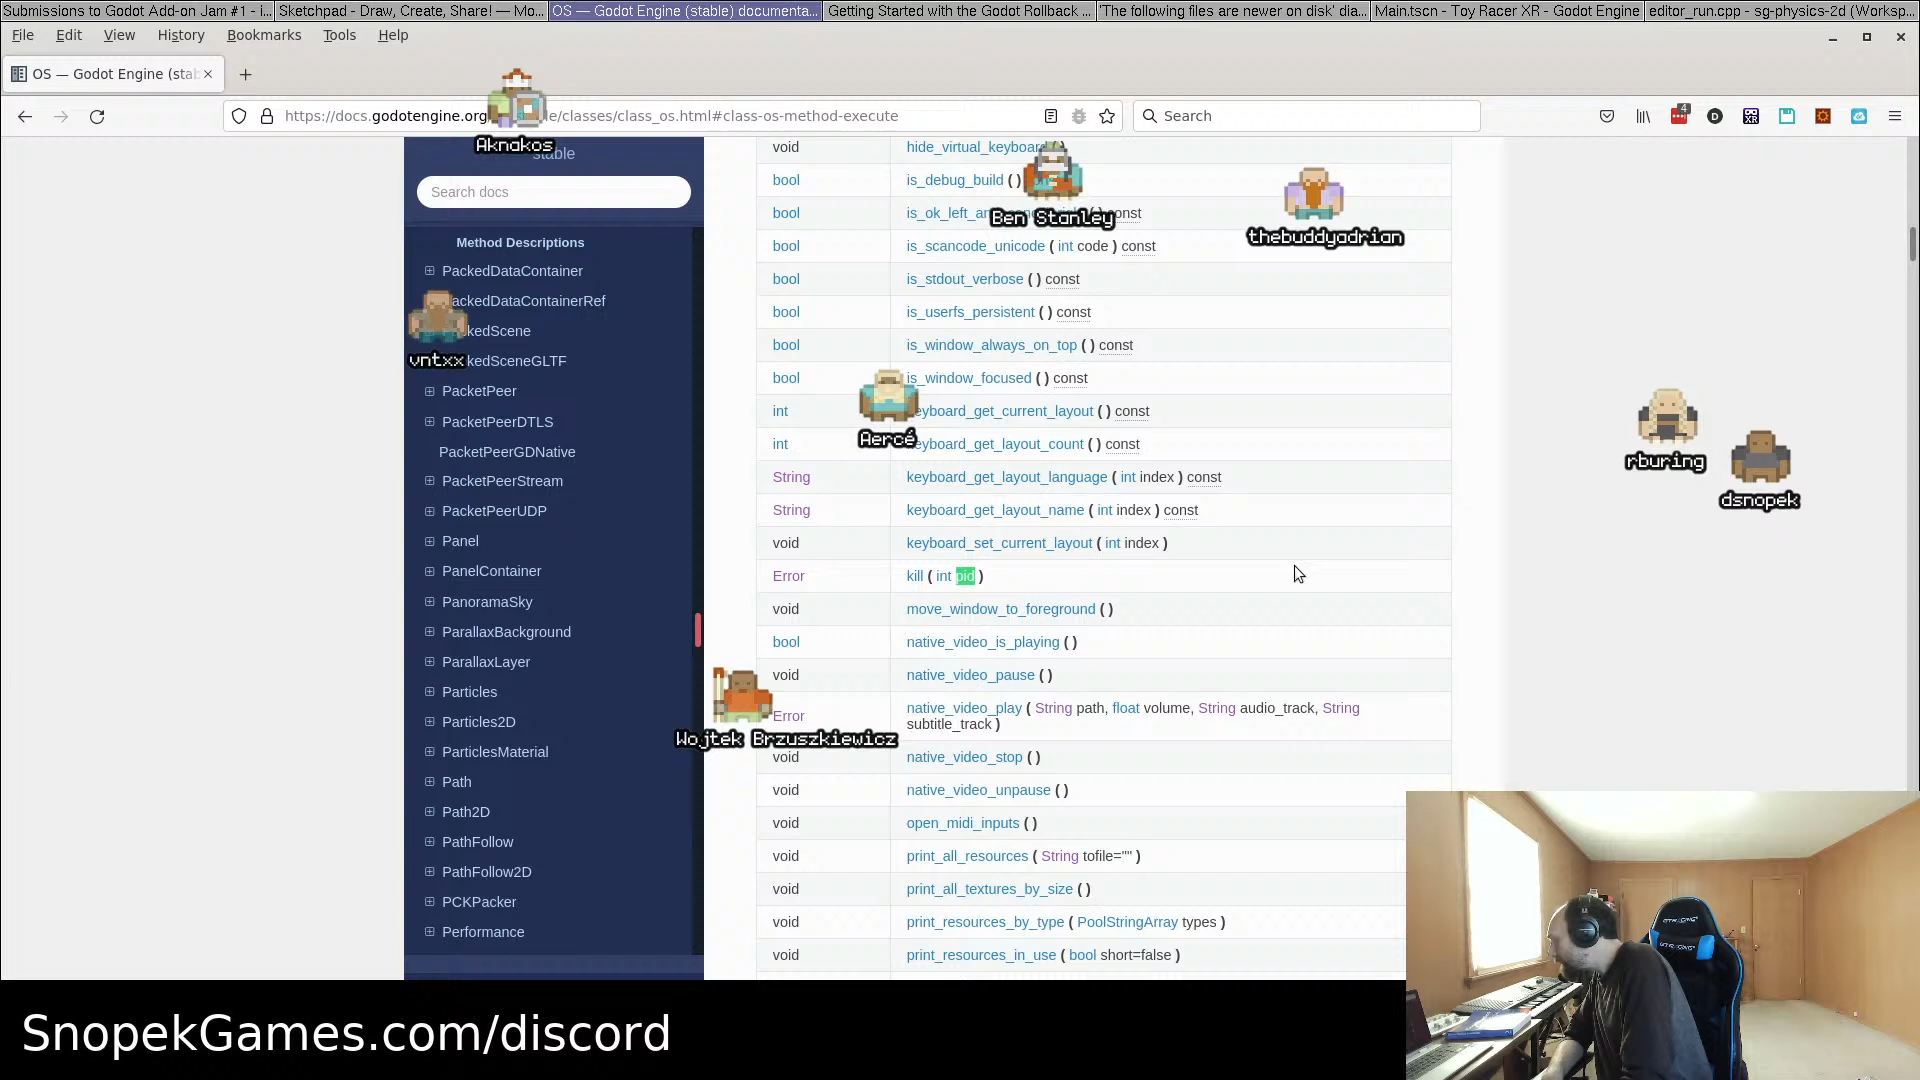 Submissions to Godot Add-on Jam #1 - i...
Sketchpad - Draw, Create, Share! — Mo...
OS — Godot Engine (stable) documenta...
Getting Started with the Godot Rollback ...
'The following files are newer on disk' dia...
Main.tscn - Toy Racer XR - Godot Engine
editor_run.cpp - sg-physics-2d (Worksp...
File Edit View History Bookmarks Tools Help
OS — Godot Engine (stab
https://docs.godotengine.org
le/classes/class_os.html#class-os-method-execute
Search
4
Aknakos
stable
Search docs
Method Descriptions
PackedDataContainer
ackedDataContainerRef
kedScene
vntxx
kedSceneGLTF
PacketPeer
PacketPeerDTLS
PacketPeerGDNative
PacketPeerStream
PacketPeerUDP
Panel
PanelContainer
PanoramaSky
ParallaxBackground
ParallaxLayer
Particles
Particles2D
ParticlesMaterial
Path
Path2D
PathFollow
PathFollow2D
PCKPacker
Performance
void hide_virtual_keyboar
bool is_debug_build ( )
bool is_ok_left_an const
Ben Stanley
thebuddyadrian
bool is_scancode_unicode ( int code ) const
bool is_stdout_verbose ( ) const
bool is_userfs_persistent ( ) const
bool is_window_always_on_top ( ) const
bool is_window_focused ( ) const
int eyboard_get_current_layout ( ) const
Aercé
int eyboard_get_layout_count ( ) const
rburing
String keyboard_get_layout_language ( int index ) const
dsnopek
String keyboard_get_layout_name ( int index ) const
void keyboard_set_current_layout ( int index )
Error kill ( int pid )
void move_window_to_foreground ( )
bool native_video_is_playing ( )
void native_video_pause ( )
Error native_video_play ( String path, float volume, String audio_track, String
subtitle_track )
Wojtek Brzuszkiewicz
void native_video_stop ( )
void native_video_unpause ( )
void open_midi_inputs ( )
void print_all_resources ( String tofile="" )
void print_all_textures_by_size ( )
void print_resources_by_type ( PoolStringArray types )
void print_resources_in_use ( bool short=false )
SnopekGames.com/discord